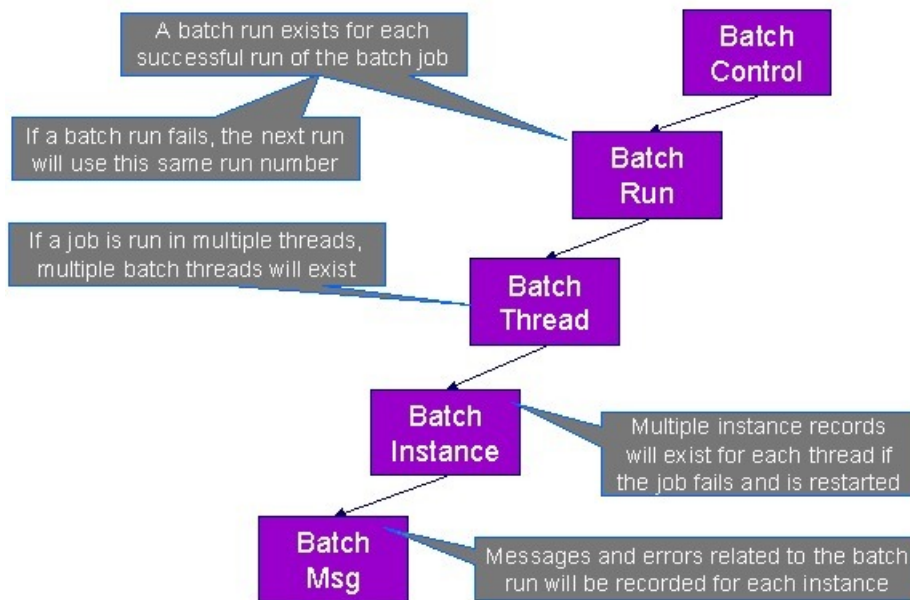 A batch run exists for each
successful run of the batch job
Batch
Control
If a batch run fails, the next run
will use this same run number
Batch
Run
If a job is run in multiple threads,
multiple batch threads will exist
Batch
Thread
Batch
Instance
Multiple instance records
will exist for each thread if
the job fails and is restarted
Batch
Msg
Messages and errors related to the batch
run will be recorded for each instance